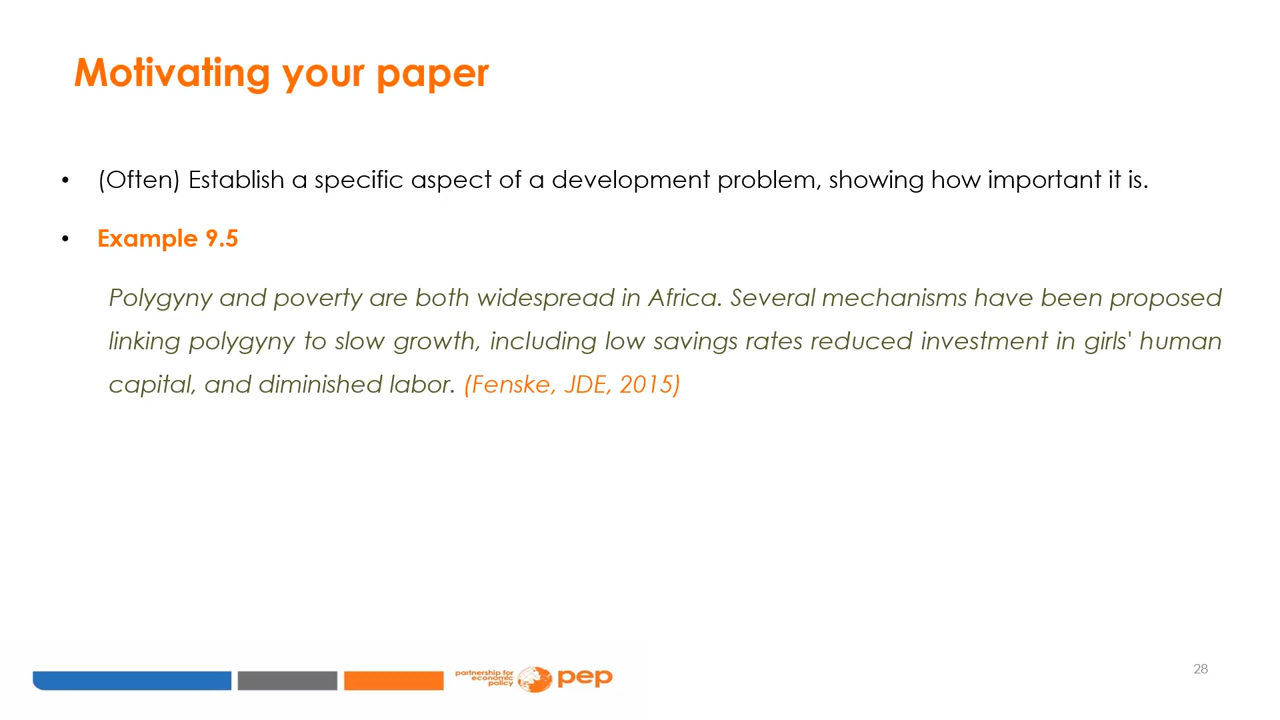 Motivating your paper
• (Often) Establish a specific aspect of a development problem, showing how important it is.
• Example 9.5
Polygyny and poverty are both widespread in Africa. Several mechanisms have been proposed
linking polygyny to slow growth, including low savings rates reduced investment in girls' human
capital, and diminished labor. (Fenske, JDE, 2015)
partnership for
economic
policy
pep
28